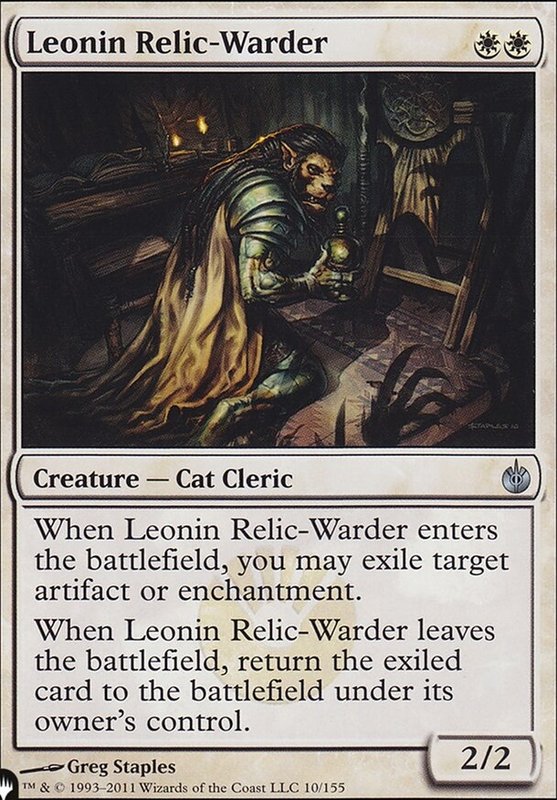 Leonin Relic-Warder
STAPLES 10
Creature — Cat Cleric
When Leonin Relic-Warder enters
the battlefield, you may exile target
artifact or enchantment.
When Leonin Relic-Warder leaves
the battlefield, return the exiled
card to the battlefield under its
owner's control.
2/2
Greg Staples
™ & © 1993–2011 Wizards of the Coast LLC 10/155